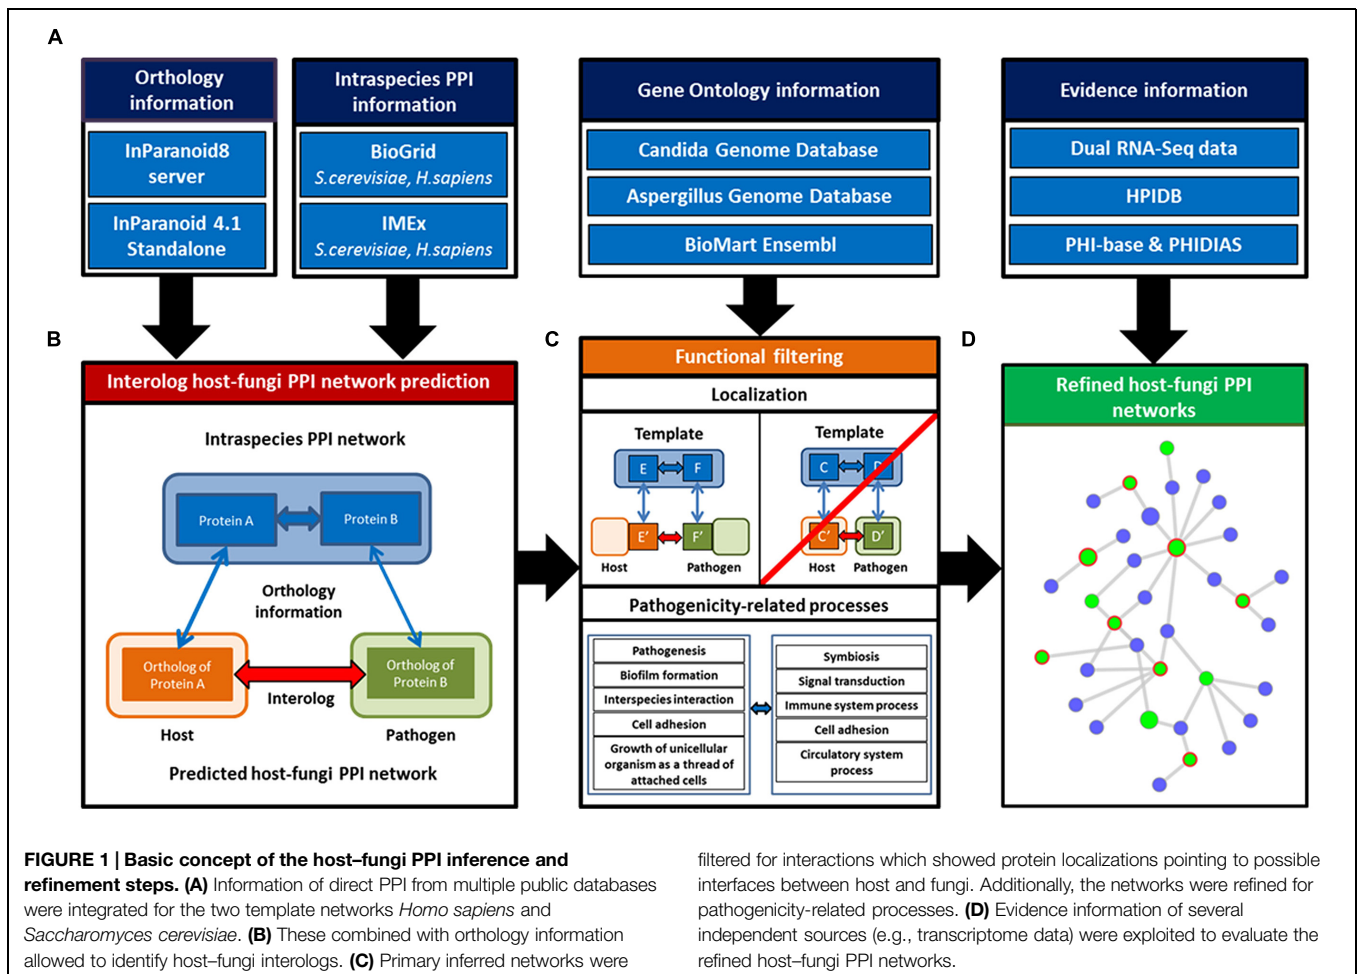 A
Orthology
information
InParanoid8
server
InParanoid 4.1
Standalone
Intraspecies PPI
information
BioGrid
S.cerevisiae, H.sapiens
IMEx
S.cerevisiae, H.sapiens
Gene Ontology information
Candida Genome Database
Aspergillus Genome Database
BioMart Ensembl
Evidence information
Dual RNA-Seq data
HPIDB
PHI-base & PHIDIAS
B
Interolog host-fungi PPI network prediction
Intraspecies PPI network
Protein A
Protein B
Orthology
information
Ortholog of
Protein A
Ortholog of
Protein B
Interolog
Host
Pathogen
Predicted host-fungi PPI network
C
Functional filtering
Localization
Template
E
F
E′
F′
Host
Pathogen
Template
C
D
C′
D′
Host
Pathogen
Pathogenicity-related processes
Pathogenesis
Biofilm formation
Interspecies interaction
Cell adhesion
Growth of unicellular
organism as a thread of
attached cells
Symbiosis
Signal transduction
Immune system process
Cell adhesion
Circulatory system
process
D
Refined host-fungi PPI
networks
FIGURE 1 | Basic concept of the host–fungi PPI inference and
refinement steps. (A) Information of direct PPI from multiple public databases
were integrated for the two template networks Homo sapiens and
Saccharomyces cerevisiae. (B) These combined with orthology information
allowed to identify host–fungi interologs. (C) Primary inferred networks were
filtered for interactions which showed protein localizations pointing to possible
interfaces between host and fungi. Additionally, the networks were refined for
pathogenicity-related processes. (D) Evidence information of several
independent sources (e.g., transcriptome data) were exploited to evaluate the
refined host–fungi PPI networks.